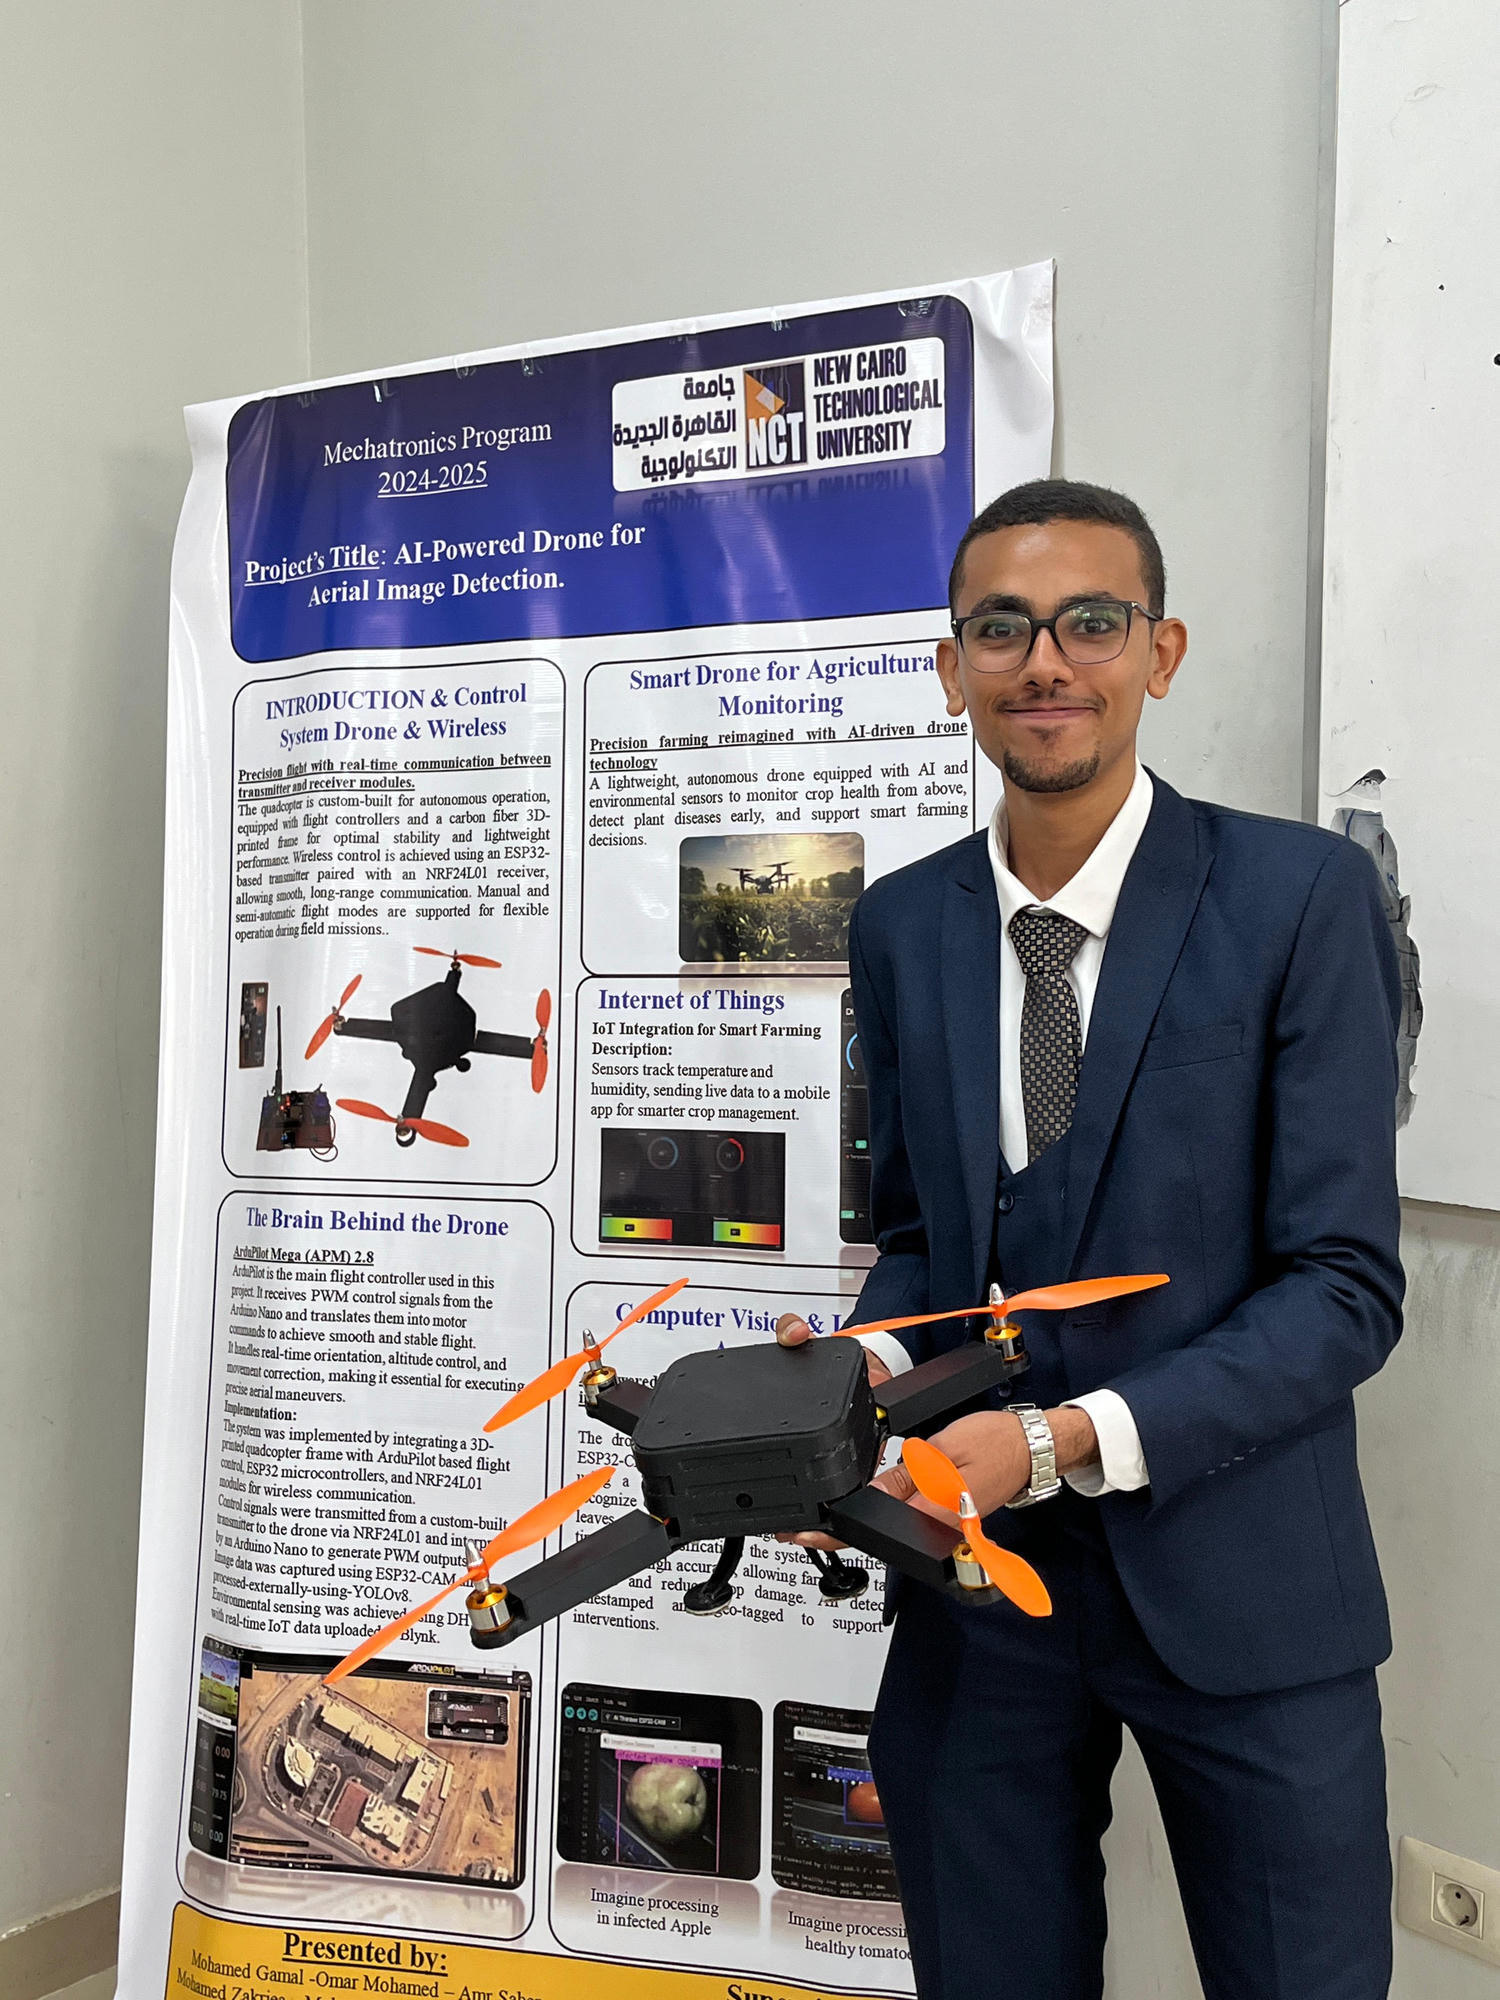 Mechatronics Program
2024-2025
جامعة
القاهرة الجديدة
التكنولوجية
NCT
NEW CAIRO
TECHNOLOGICAL
UNIVERSITY
Project's Title: AI-Powered Drone for
Aerial Image Detection.
INTRODUCTION & Control
System Drone & Wireless
Precision flight with real-time communication between
transmitter and receiver modules.
The quadcopter is custom-built for autonomous operation,
equipped with flight controllers and a carbon fiber 3D-
printed frame for optimal stability and lightweight
performance. Wireless control is achieved using an ESP32-
based transmitter paired with an NRF24L01 receiver,
allowing smooth, long-range communication. Manual and
semi-automatic flight modes are supported for flexible
operation during field missions..
The Brain Behind the Drone
ArduPilot Mega (APM) 2.8
ArduPilot is the main flight controller used in this
project. It receives PWM control signals from the
Arduino Nano and translates them into motor
commands to achieve smooth and stable flight.
It handles real-time orientation, altitude control, and
movement correction, making it essential for executing
precise aerial maneuvers.
Implementation:
The system was implemented by integrating a 3D-
printed quadcopter frame with ArduPilot based flight
control, ESP32 microcontrollers, and NRF24L01
modules for wireless communication.
Control signals were transmitted from a custom-built
transmitter to the drone via NRF24L01 and
by an Arduino Nano to generate PWM outputs
Image data was captured using ESP32-CAM
processed-externally-using-YOLOv8.
Environmental sensing was achieved DH
with real-time IoT data uploaded Blynk.
ARDUPILOT
Smart Drone for Agricultura
Monitoring
Precision farming reimagined with AI-driven drone
technology
A lightweight, autonomous drone equipped with AI and
environmental sensors to monitor crop health from above,
detect plant diseases early, and support smart farming
decisions.
Internet of Things
IoT Integration for Smart Farming
Description:
Sensors track temperature and
humidity, sending live data to a mobile
app for smarter crop management.
Computer &
The
ESP32-C
a
leaves
the system
accura allowing
and damage.
to support
interventions.
AI Thinker ESP32-CAM
infected yellow apple
Imagine processing
in infected Apple
Imagine
healthy
Presented by:
Mohamed Gamal -Omar Mohamed – Amr
Mohamed